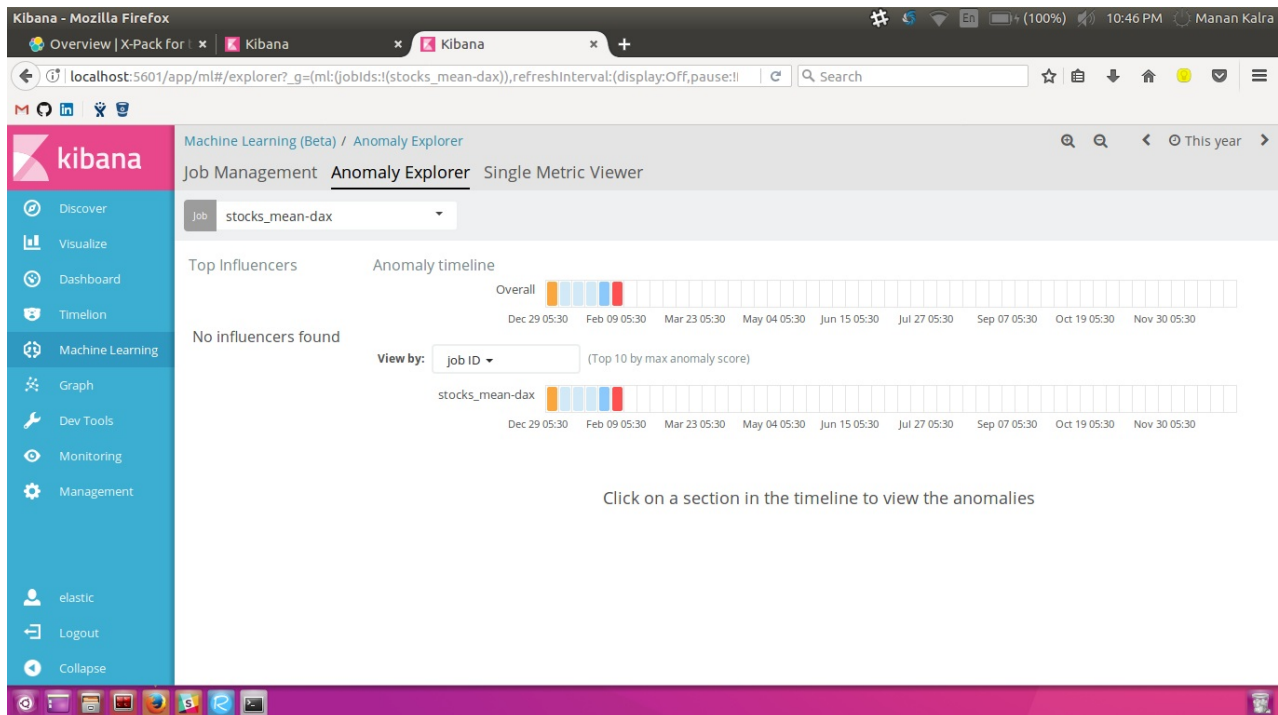 Kibana - Mozilla Firefox
En (100%) 10:46 PM Manan Kalra
Overview | X-Pack for t × Kibana × Kibana × +
localhost:5601/app/ml#/explorer?_g=(ml:(jobIds:!(stocks_mean-dax)),refreshInterval:(display:Off,pause:!
Search
kibana
Machine Learning (Beta) / Anomaly Explorer
This year
Job Management Anomaly Explorer Single Metric Viewer
Discover
Visualize
Dashboard
Timelion
Machine Learning
Graph
Dev Tools
Monitoring
Management
elastic
Logout
Collapse
Job stocks_mean-dax
Top Influencers
No influencers found
Anomaly timeline
Overall
Dec 29 05:30 Feb 09 05:30 Mar 23 05:30 May 04 05:30 Jun 15 05:30 Jul 27 05:30 Sep 07 05:30 Oct 19 05:30 Nov 30 05:30
View by: job ID (Top 10 by max anomaly score)
stocks_mean-dax
Dec 29 05:30 Feb 09 05:30 Mar 23 05:30 May 04 05:30 Jun 15 05:30 Jul 27 05:30 Sep 07 05:30 Oct 19 05:30 Nov 30 05:30
Click on a section in the timeline to view the anomalies